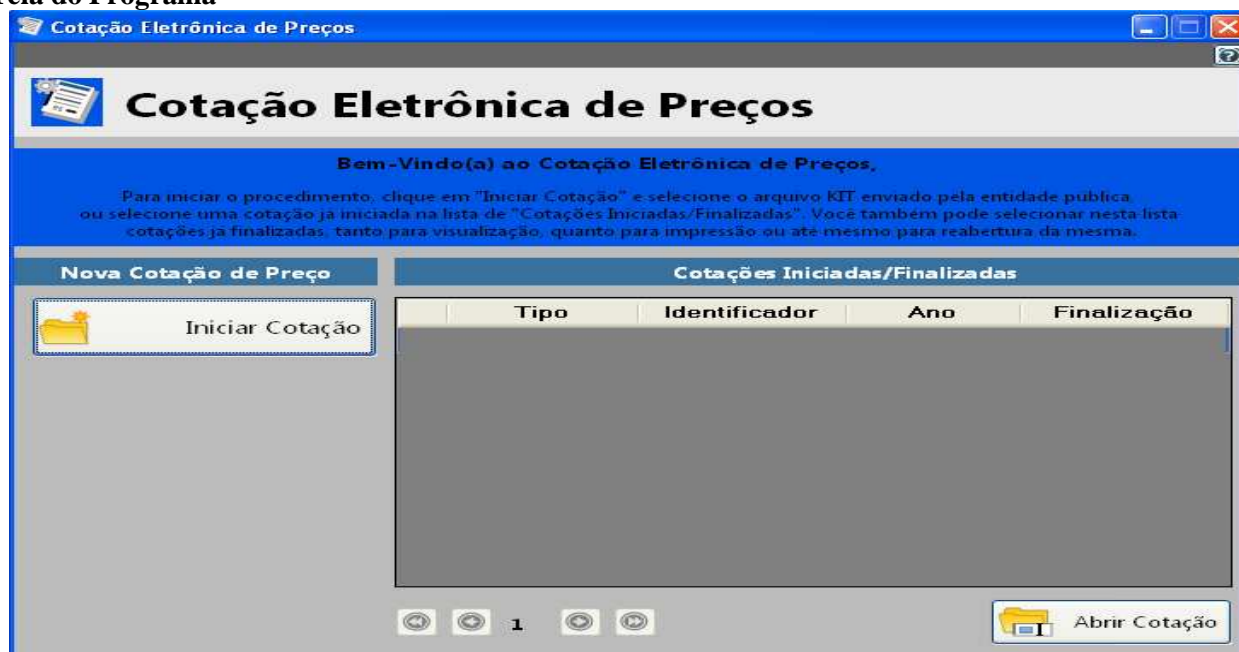 do Programa
Cotação Eletrônica de Preços
Cotação Eletrônica de Preços
Bem-Vindo(a) ao Cotação Eletrônica de Preços,
Para iniciar o procedimento, clique em "Iniciar Cotação" e selecione o arquivo KIT enviado pela entidade pública
ou selecione uma cotação já iniciada na lista de "Cotações Iniciadas/Finalizadas". Você também pode selecionar nesta lista
cotações já finalizadas, tanto para visualização, quanto para impressão ou até mesmo para reabertura da mesma.
Nova Cotação de Preço
Cotações Iniciadas/Finalizadas
Iniciar Cotação
Tipo Identificador Ano Finalização
1
Abrir Cotação